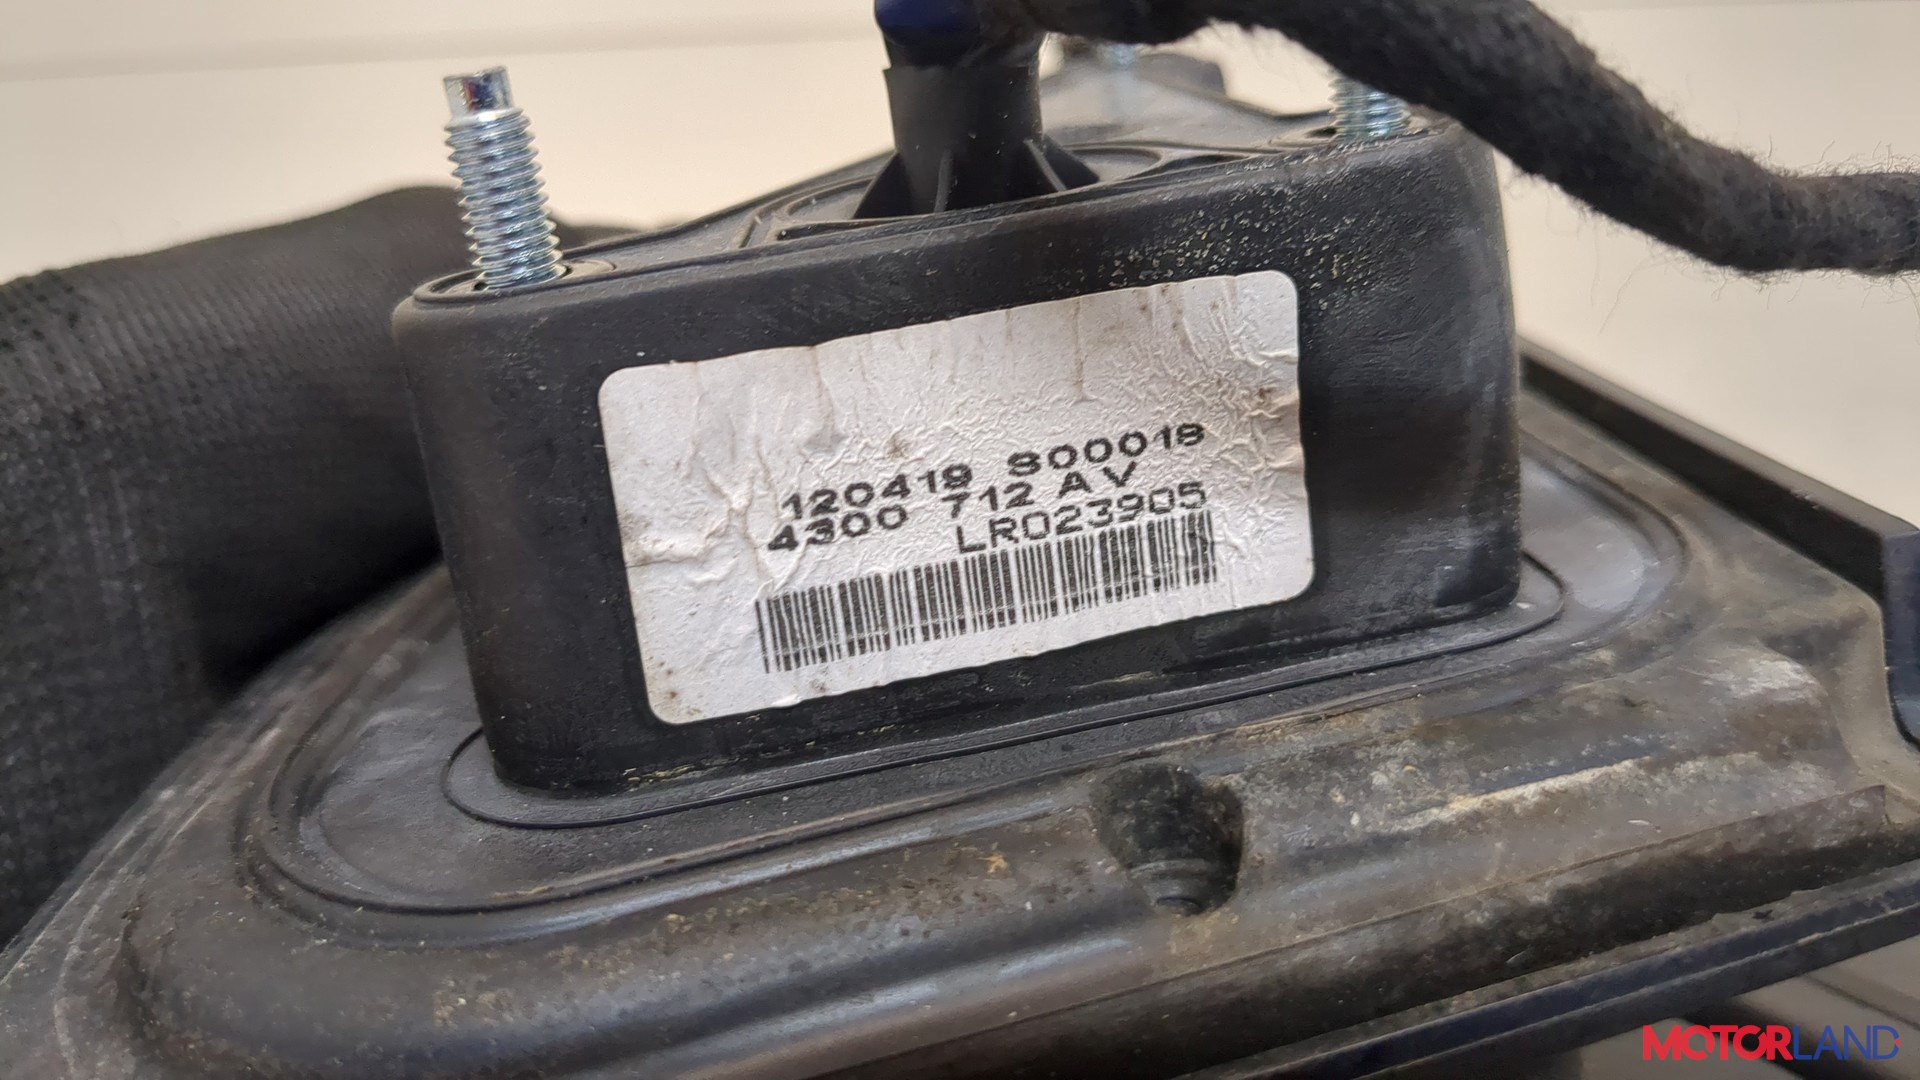 120419 S00018
4300 712 AV
LR023905
MOTORLAND